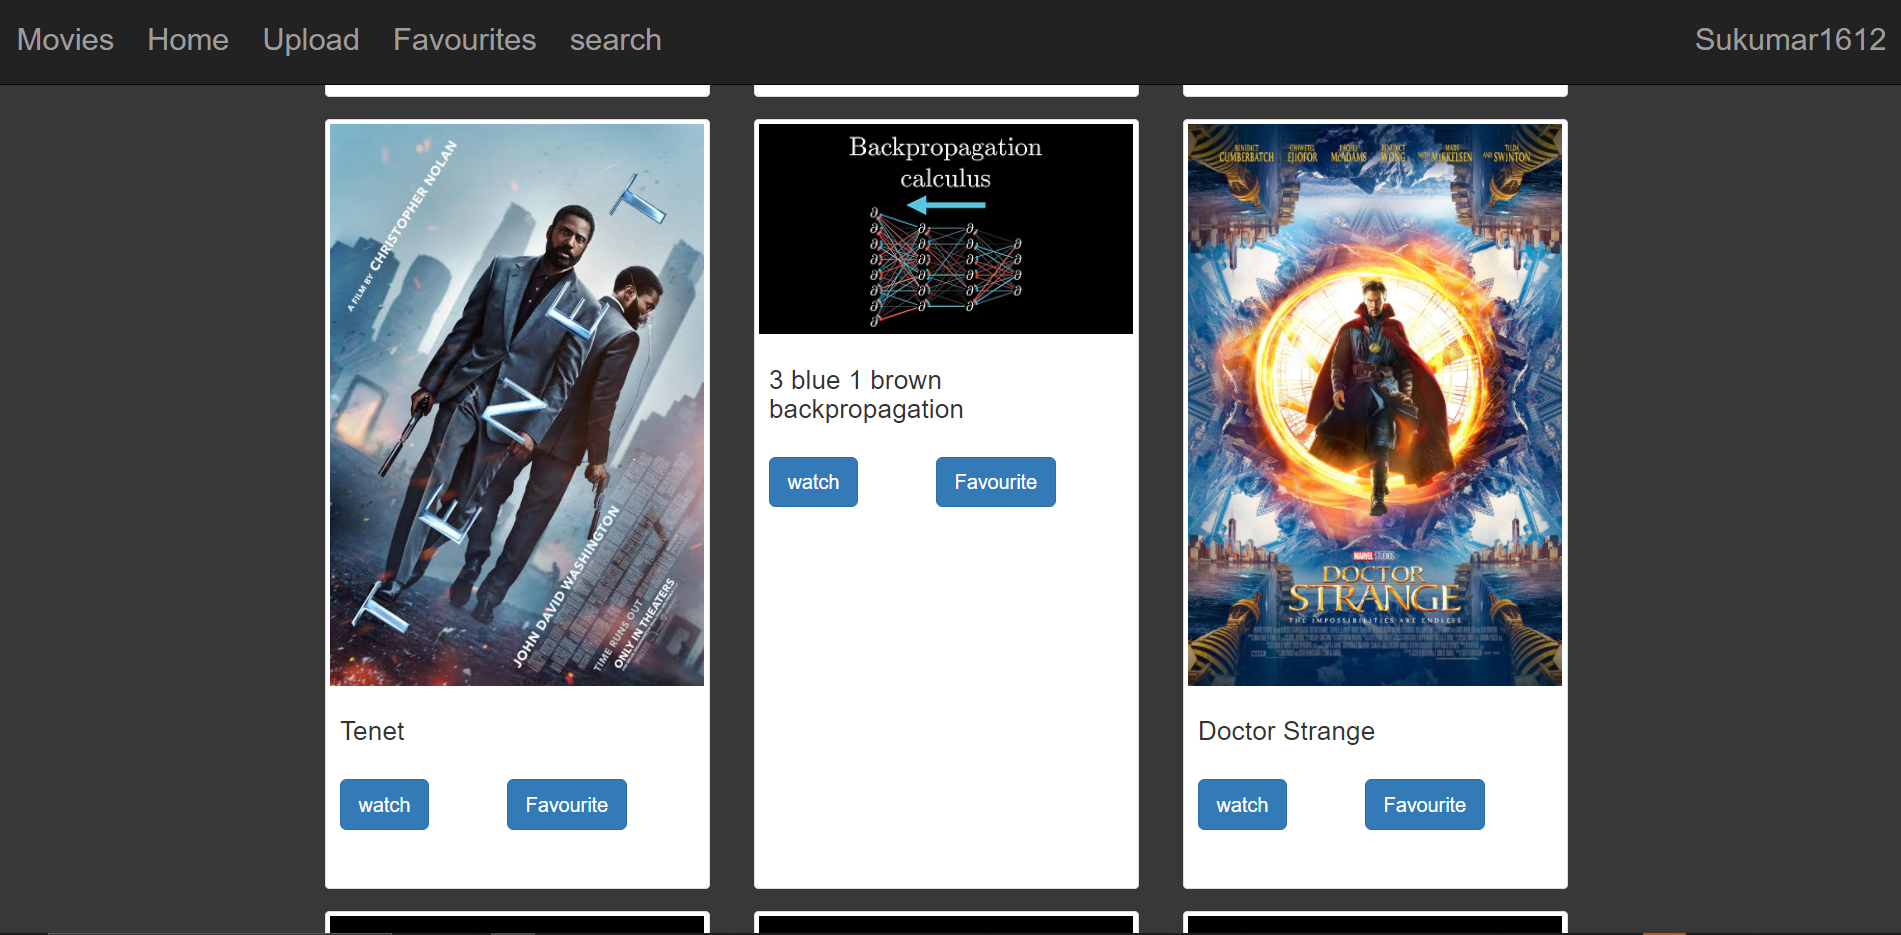 Movies Home Upload Favourites search Sukumar1612
A FILM BY CHRISTOPHER NOLAN
TENET
JOHN DAVID WASHINGTON
TIME RUNS OUT
ONLY IN THEATERS
Tenet
watch Favourite
Backpropagation
calculus
∂ ∂ ∂ ∂
∂ ∂ ∂ ∂
∂ ∂ ∂ ∂
∂ ∂ ∂ ∂
∂ ∂ ∂
∂ ∂ ∂
∂
∂
3 blue 1 brown
backpropagation
watch Favourite
BENEDICT CUMBERBATCH
CHIWETEL EJIOFOR
RACHEL McADAMS
BENEDICT WONG
WITH MADS MIKKELSEN
AND TILDA SWINTON
MARVEL STUDIOS
DOCTOR
STRANGE
THE IMPOSSIBILITIES ARE ENDLESS.
Doctor Strange
watch Favourite